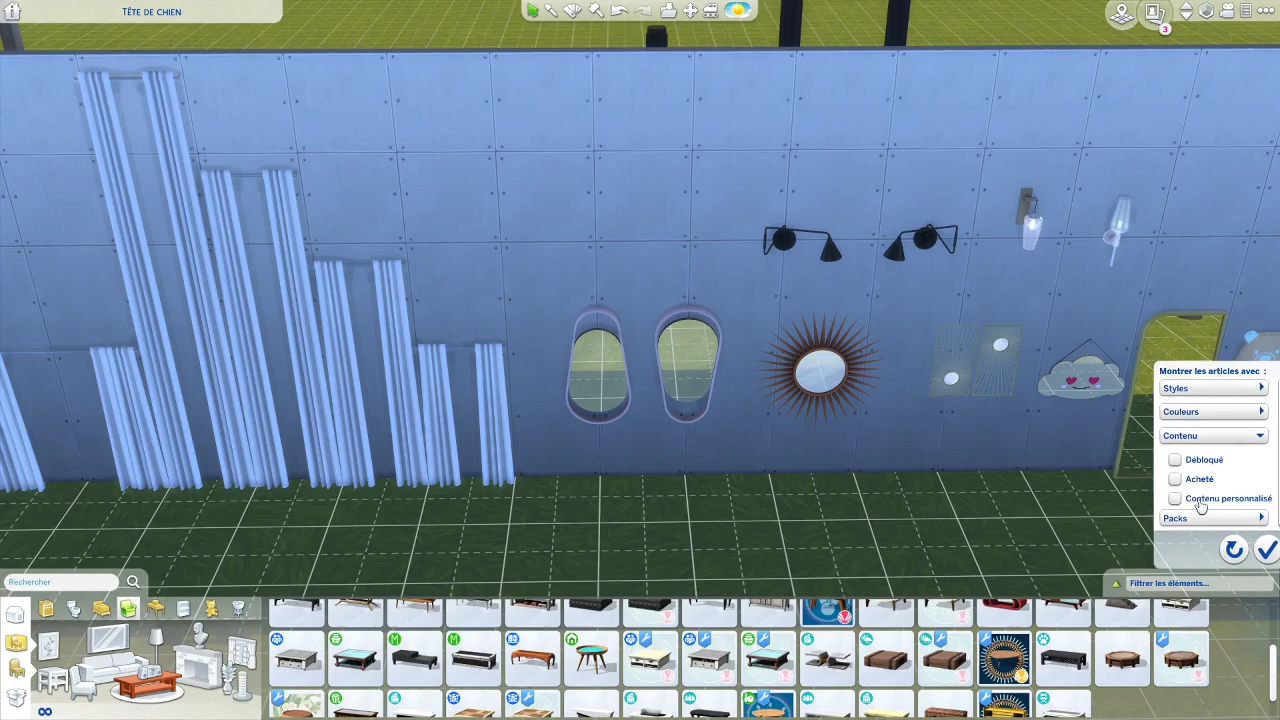 TÊTE DE CHIEN
3
Montrer les articles avec :
Styles
Couleurs
Contenu
Débloqué
Acheté
Contenu personnalisé
Packs
Rechercher
Filtrer les éléments...